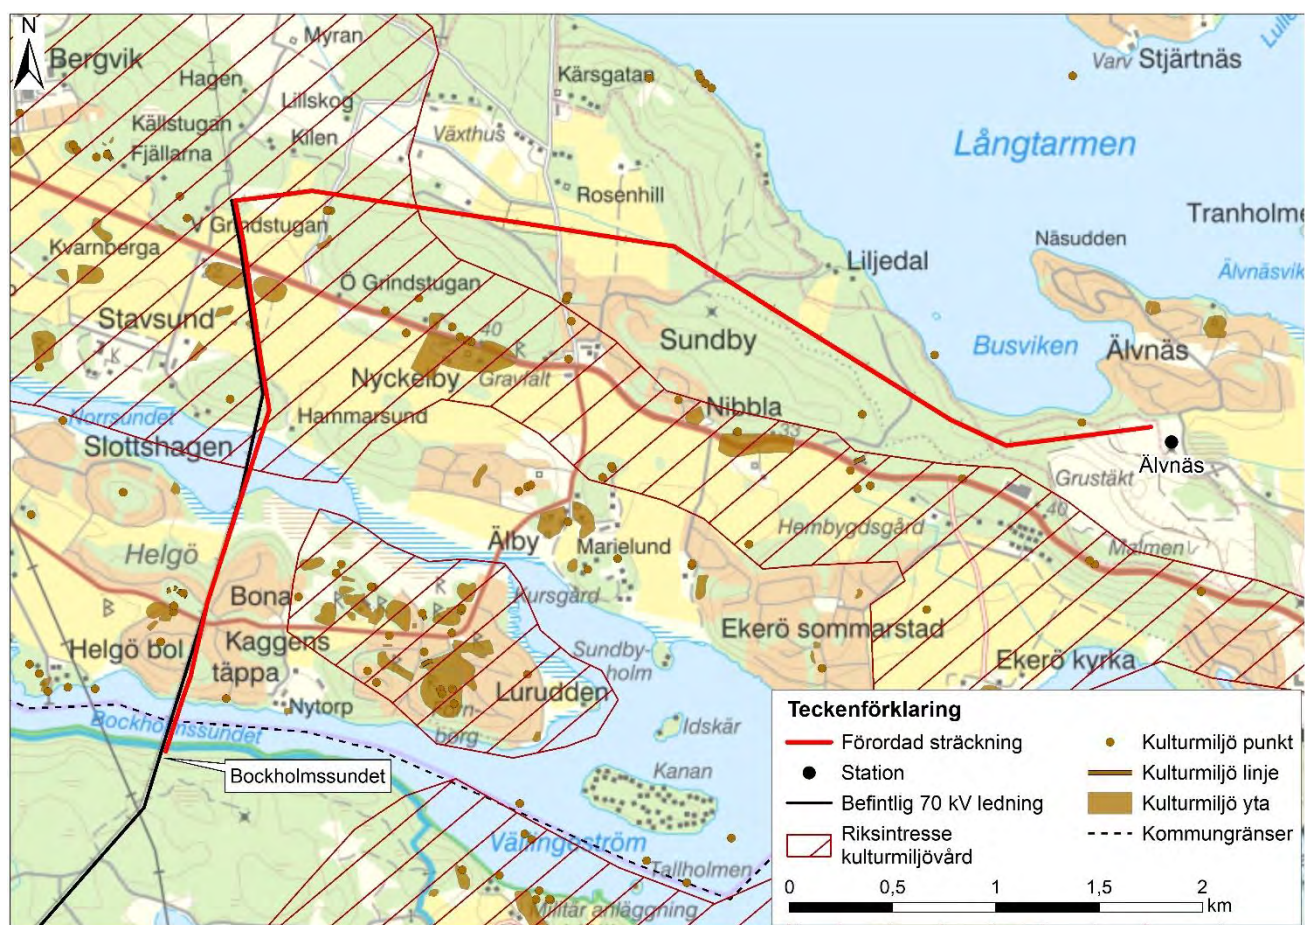 N
Bergvik
Myran
Hagen
Lillskog
Källstugan
Kilen
Fjällarna
Växthus
Kärsgatan
Rosenhill
Varv
Stjärtnäs
Långtarmen
Tranholme
Näsudden
Älvnäsvik
Liljedal
Busviken
Älvnäs
V Grindstugan
Kvarnberga
Ö Grindstugan
Stavsund
40
R
Sundby
Nyckelby
Gravfält
Hammarsund
Norrsundet
Slottshagen
Nibbla
33
Älvnäs
Grustäkt
40
Hembygdsgård
Malmen
Helgö
Älby
Marielund
Kursgård
Bona
Helgö bol
Kaggens
täppa
Nytorp
Lurudden
Sundby-
holm
Ekerö sommarstad
Ekerö kyrka
Idskär
Kanan
Bockholmssundet
Bockholmssundet
Vällingeström
Tallholmen
Militär anläggning
Teckenförklaring
Förordad sträckning
Station
Befintlig 70 kV ledning
Riksintresse
kulturmiljövård
Kulturmiljö punkt
Kulturmiljö linje
Kulturmiljö yta
Kommungränser
0 0,5 1 1,5 2
km